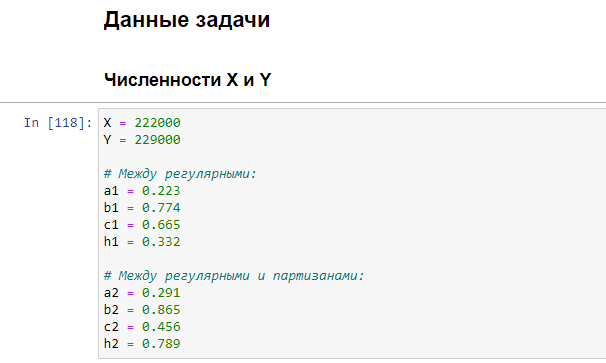 Данные задачи
Численности X и Y
In [118]:
X = 222000
Y = 229000
# Между регулярными:
a1 = 0.223
b1 = 0.774
c1 = 0.665
h1 = 0.332
# Между регулярными и партизанами:
a2 = 0.291
b2 = 0.865
c2 = 0.456
h2 = 0.789